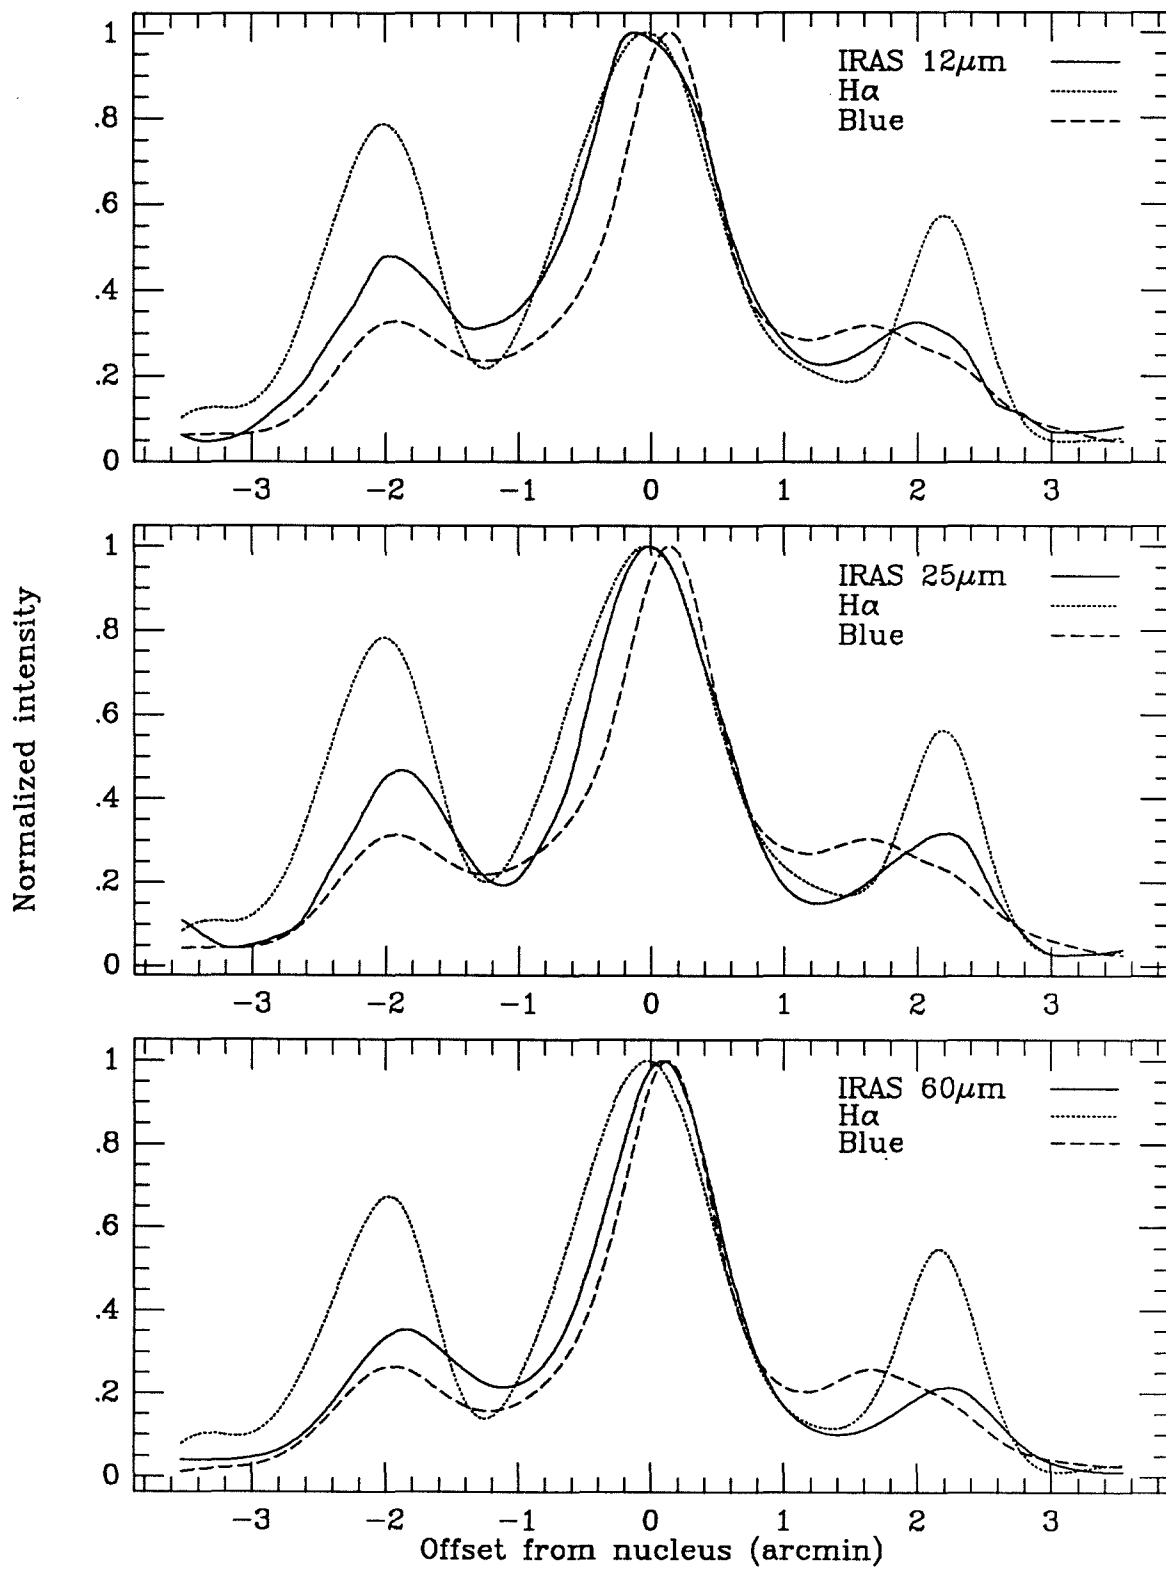 1
.8
.6
.4
.2
0
IRAS 12μm
Hα
Blue
−3 −2 −1 0 1 2 3
1
.8
.6
.4
.2
0
IRAS 25μm
Hα
Blue
−3 −2 −1 0 1 2 3
Normalized intensity
1
.8
.6
.4
.2
0
IRAS 60μm
Hα
Blue
−3 −2 −1 0 1 2 3
Offset from nucleus (arcmin)